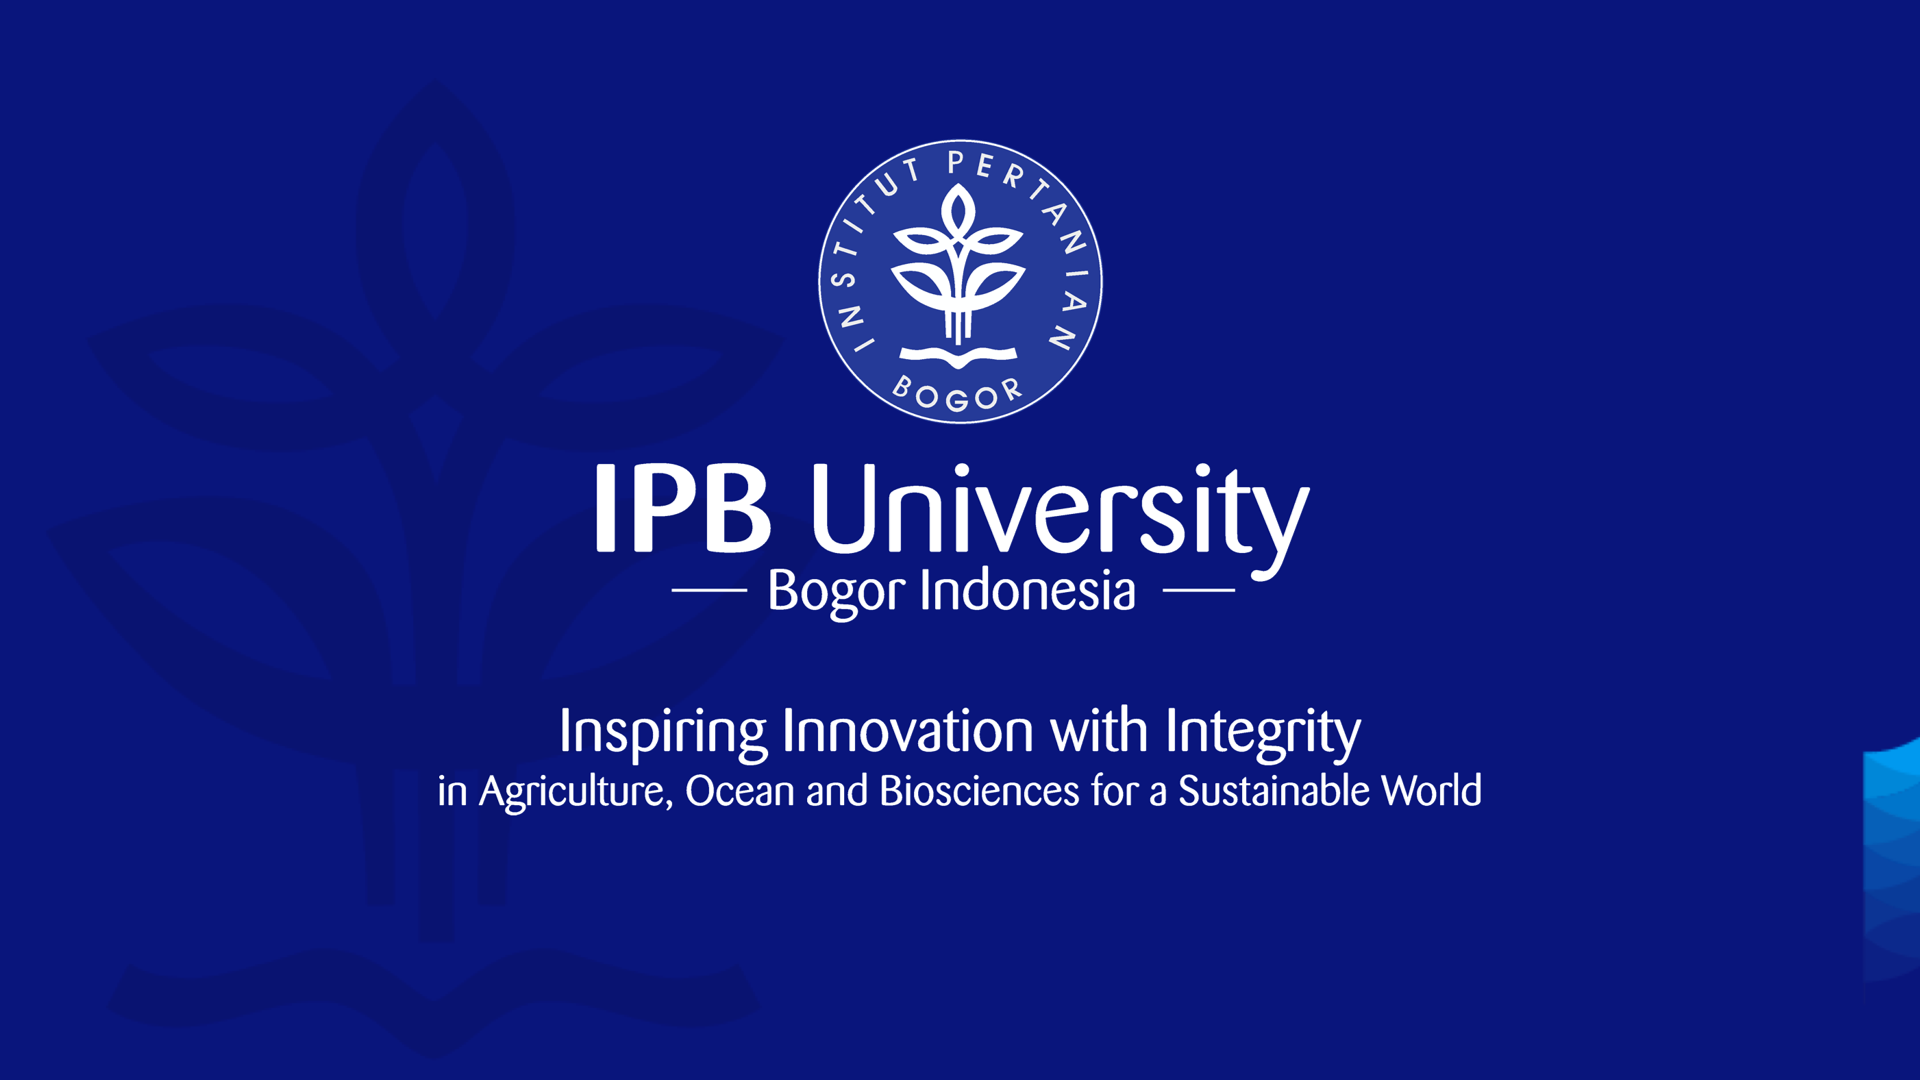 INSTITUT PERTANIAN
BOGOR
IPB University
Bogor Indonesia
Inspiring Innovation with Integrity
in Agriculture, Ocean and Biosciences for a Sustainable World